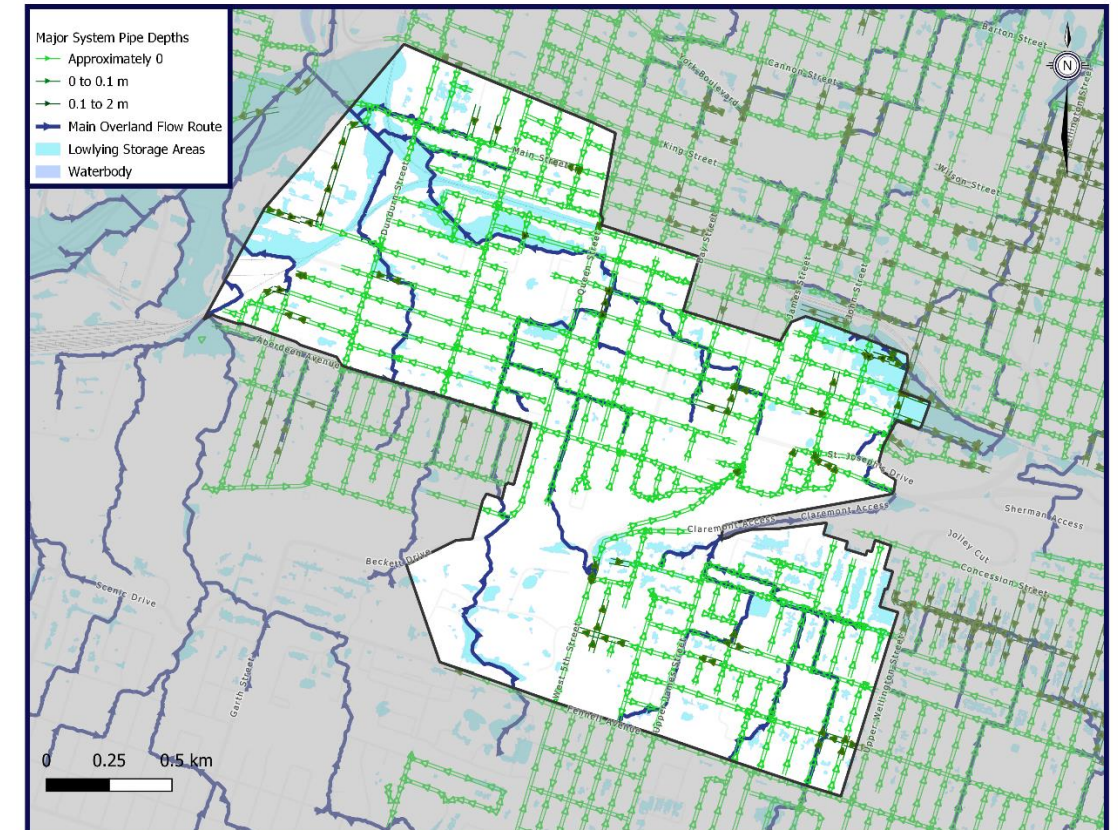 Major System Pipe Depths
Approximately 0
0 to 0.1 m
0.1 to 2 m
Main Overland Flow Route
Lowlying Storage Areas
Waterbody
N
Barton Street
Cannon Street
York Boulevard
Wellington Street
King Street
Main Street
Wilson Street
Dundurn Street
Bay Street
Queen Street
James Street
John Street
Aberdeen Avenue
St. Joseph's Drive
Claremont Access
Claremont Access
Sherman Access
Jolley Cut
Concession Street
Beckett Drive
Scenic Drive
Garth Street
West 5th Street
Upper James Street
Upper Wellington Street
Fennell Avenue
0 0.25 0.5 km